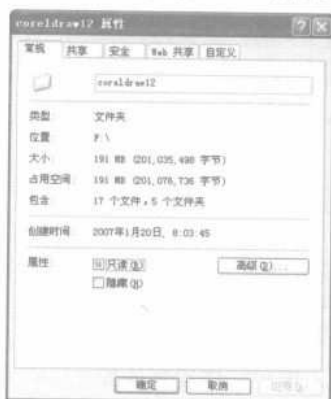 coreldraw12 属性
常规 共享 安全 Web 共享 自定义
coreldraw12
类型 文件夹
位置 F:\
大小 191 MB (201,035,498 字节)
占用空间 191 MB (201,078,736 字节)
包含 17 个文件，5 个文件夹
创建时间 2007年1月20日，8:03:45
属性 只读(R) 高级(D)...
隐藏(H)
确定 取消